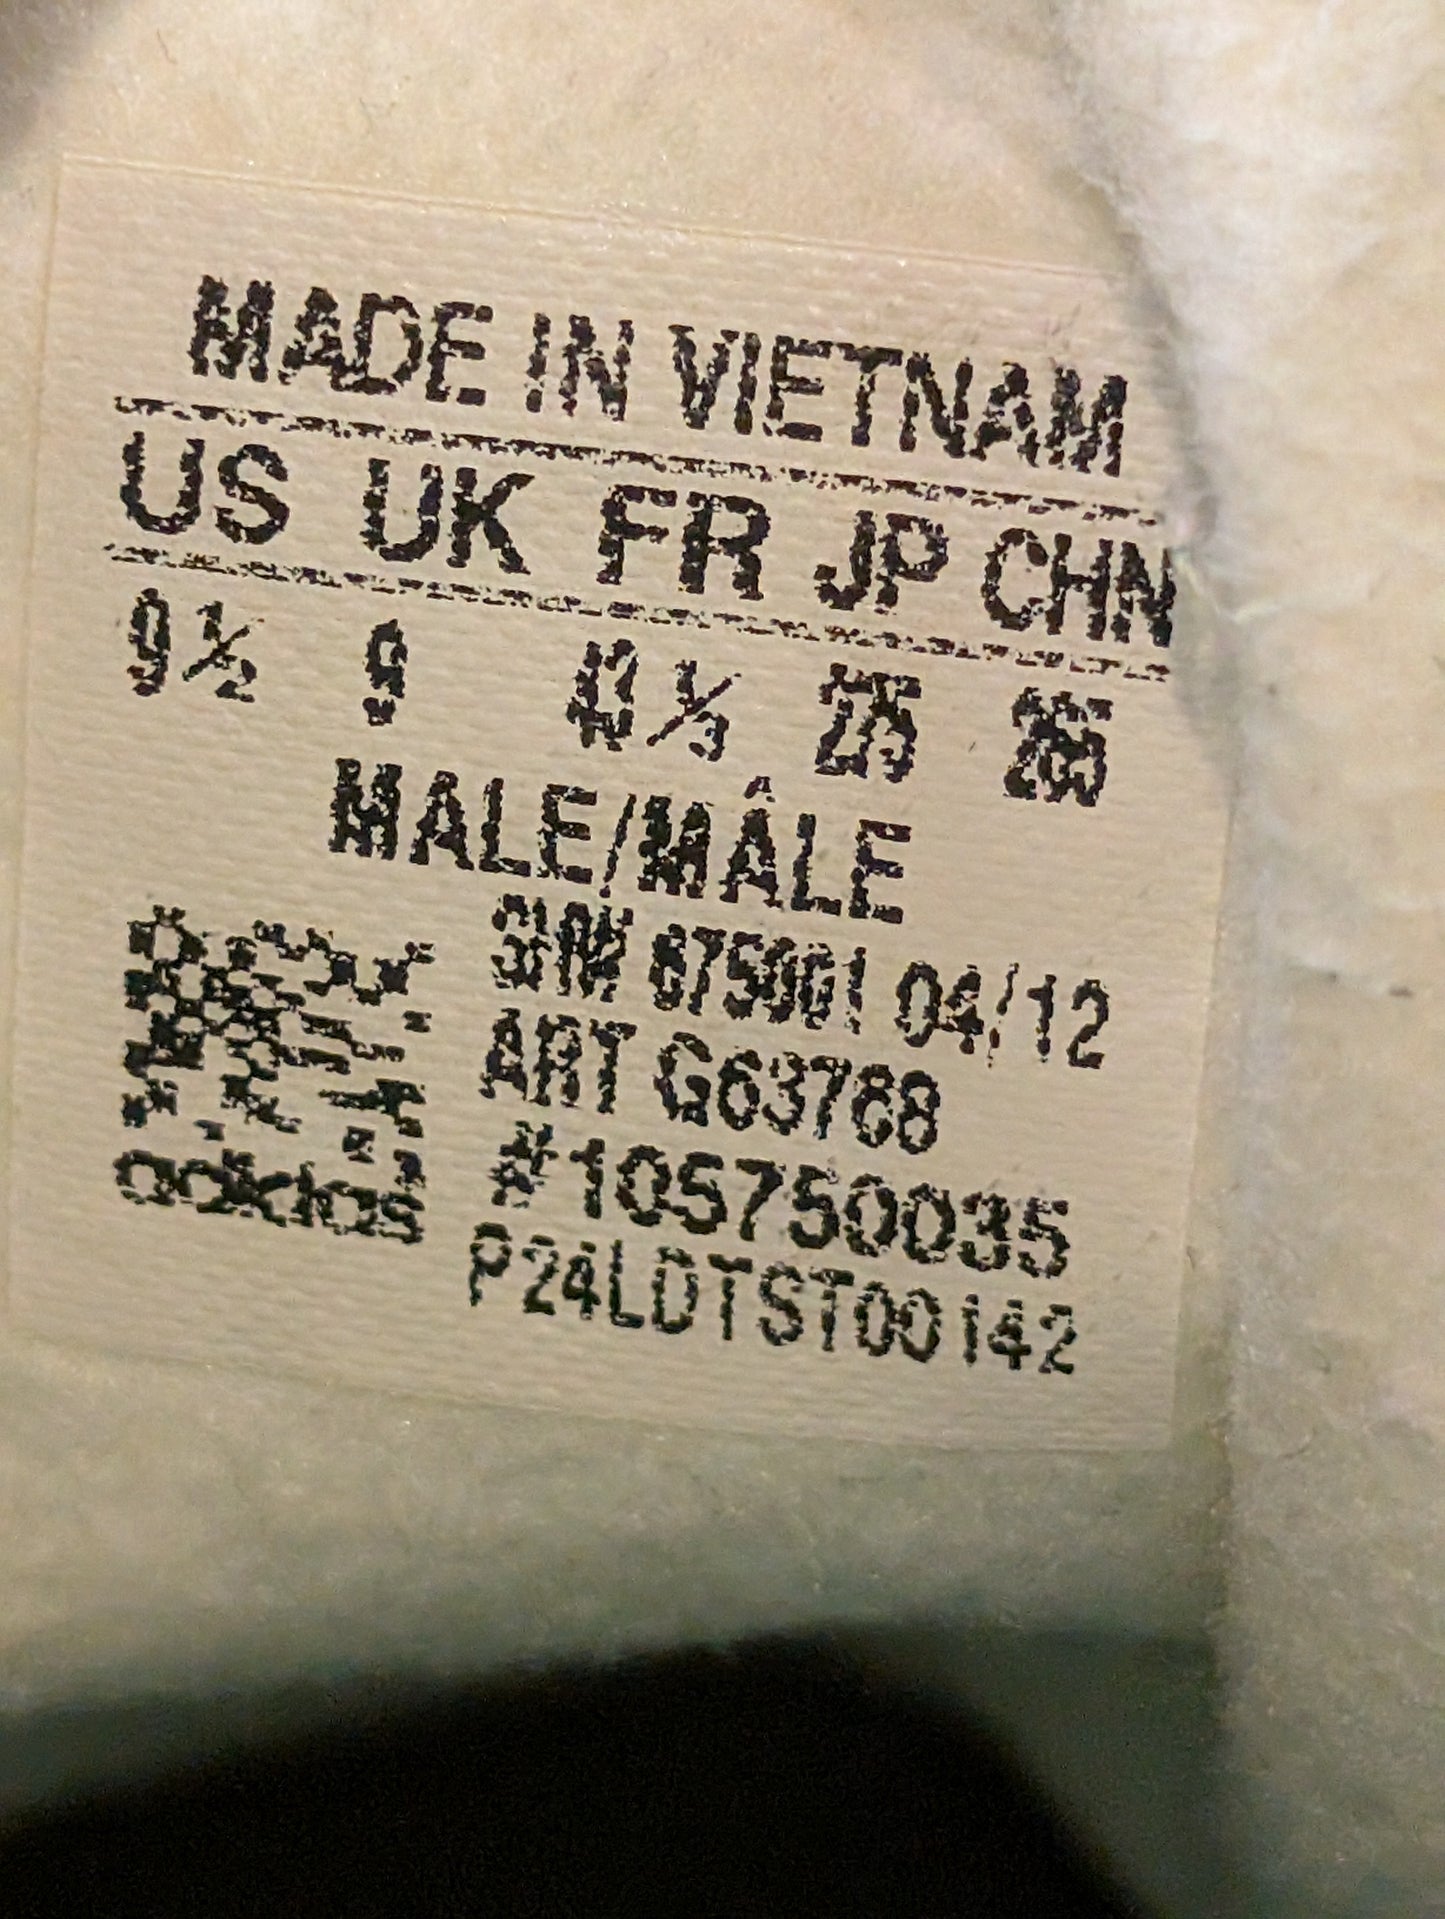 MADE IN VIETNAM
US UK FR JP CHN
9½ 9 43⅓ 275 265
MALE/MÂLE
675001 04/12
ART G63768
#105750035
P24LDTST00142
adidas